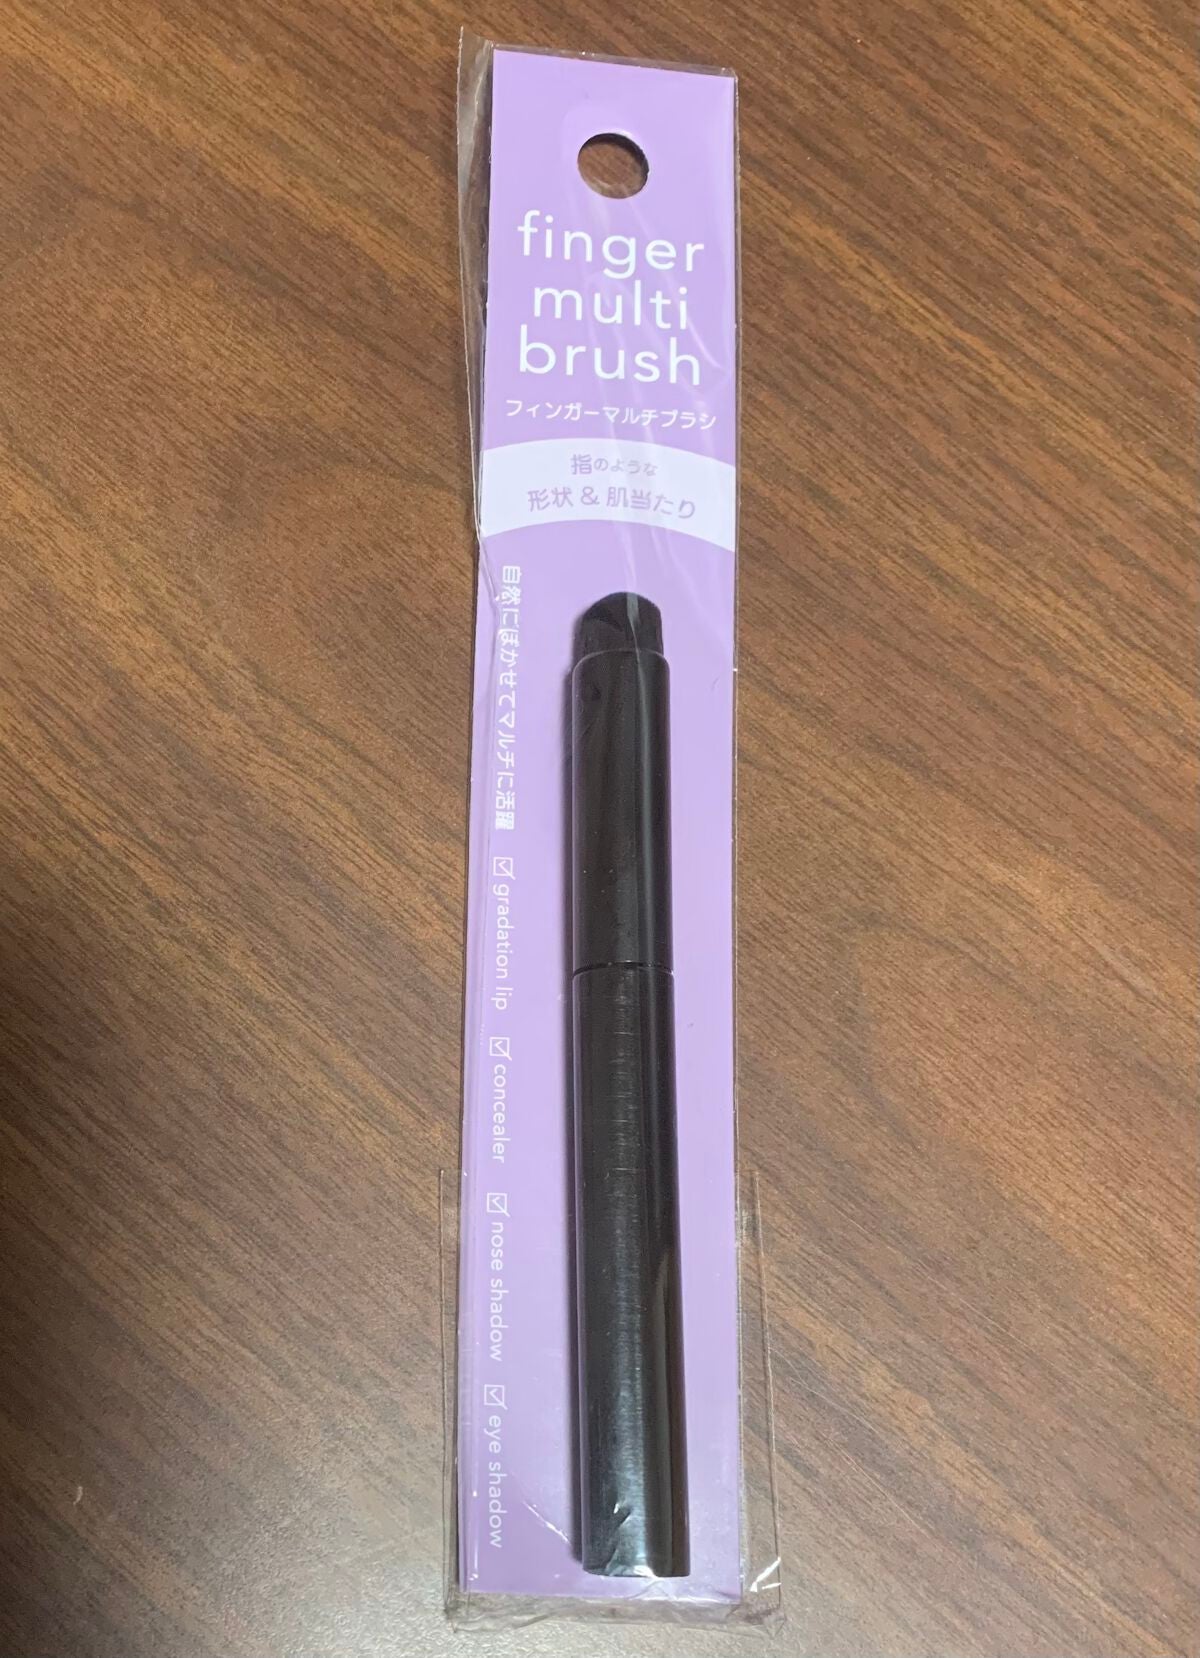 finger
multi
brush
フィンガーマルチブラシ
指のような
形状 & 肌当たり
自然にぼかせてマルチに活躍
gradation lip
concealer
nose shadow
eye shadow